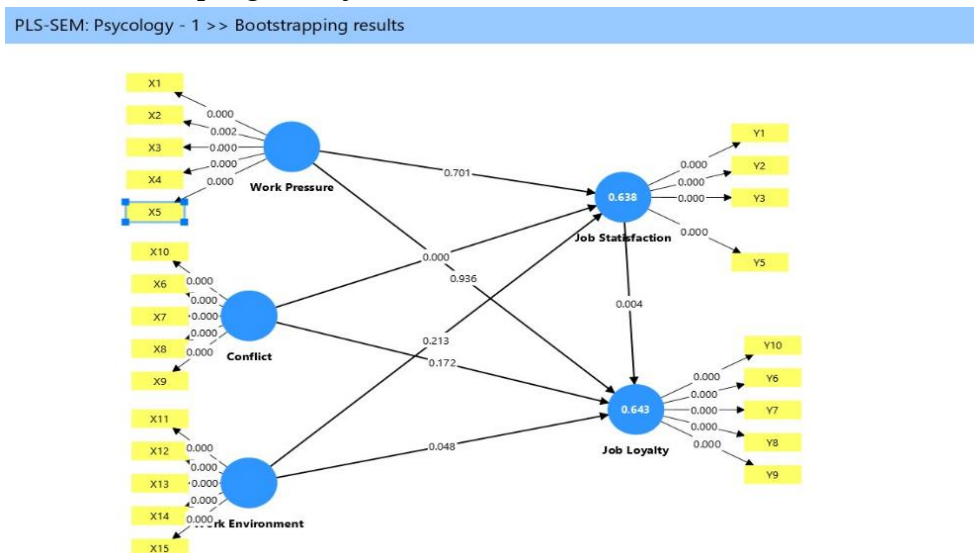 PLS-SEM: Psycology - 1 >> Bootstrapping results
X1
X2
X3
X4
X5
0.000
0.002
0.000
0.000
0.000
Work Pressure
X10
X6
X7
X8
X9
0.000
0.000
0.000
0.000
0.000
Conflict
X11
X12
X13
X14
X15
0.000
0.000
0.000
0.000
0.000
Environment
0.701
0.000
0.936
0.213
0.172
0.048
0.004
0.638
Job Statisfaction
Y1
Y2
Y3
Y5
0.000
0.000
0.000
0.000
0.643
Job Loyalty
Y10
Y6
Y7
Y8
Y9
0.000
0.000
0.000
0.000
0.000